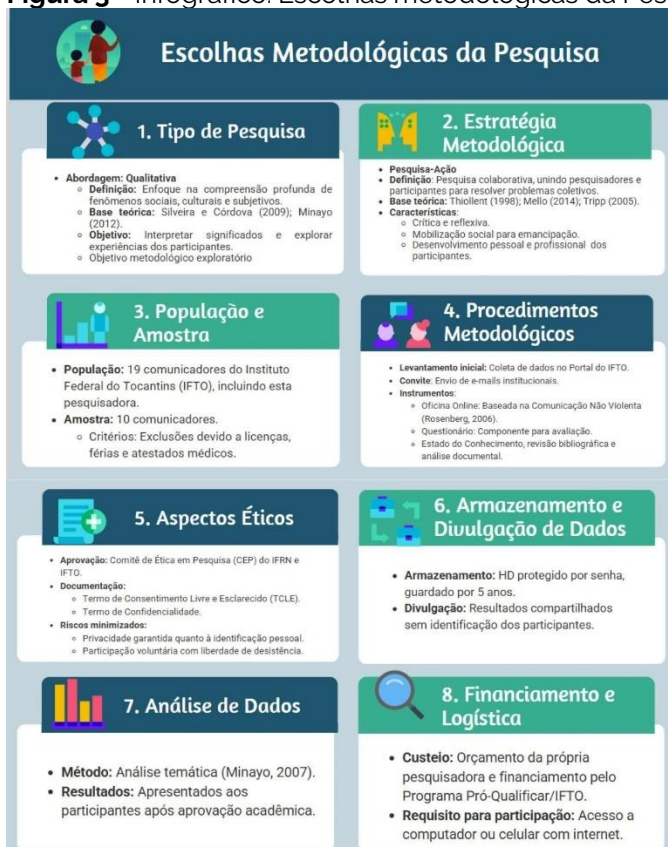 Escolhas Metodológicas da Pesquisa
1. Tipo de Pesquisa
• Abordagem: Qualitativa
○ Definição: Enfoque na compreensão profunda de
fenômenos sociais, culturais e subjetivos.
○ Base teórica: Silveira e Córdova (2009); Minayo
(2012).
○ Objetivo: Interpretar significados e explorar
experiências dos participantes.
○ Objetivo metodológico exploratório
2. Estratégia
Metodológica
• Pesquisa-Ação
• Definição: Pesquisa colaborativa, unindo pesquisadores e
participantes para resolver problemas coletivos.
• Base teórica: Thiollent (1998); Mello (2014); Tripp (2005).
• Características:
○ Crítica e reflexiva.
○ Mobilização social para emancipação.
○ Desenvolvimento pessoal e profissional dos
participantes.
3. População e
Amostra
• População: 19 comunicadores do Instituto
Federal do Tocantins (IFTO), incluindo esta
pesquisadora.
• Amostra: 10 comunicadores.
○ Critérios: Exclusões devido a licenças,
férias e atestados médicos.
4. Procedimentos
Metodológicos
• Levantamento inicial: Coleta de dados no Portal do IFTO.
• Convite: Envio de e-mails institucionais.
• Instrumentos:
○ Oficina Online: Baseada na Comunicação Não Violenta
(Rosenberg, 2006).
○ Questionário: Componente para avaliação.
○ Estado do Conhecimento, revisão bibliográfica e
análise documental.
5. Aspectos Éticos
• Aprovação: Comitê de Ética em Pesquisa (CEP) do IFRN e
IFTO.
• Documentação:
○ Termo de Consentimento Livre e Esclarecido (TCLE).
○ Termo de Confidencialidade.
• Riscos minimizados:
○ Privacidade garantida quanto à identificação pessoal.
○ Participação voluntária com liberdade de desistência.
6. Armazenamento e
Divulgação de Dados
• Armazenamento: HD protegido por senha,
guardado por 5 anos.
• Divulgação: Resultados compartilhados
sem identificação dos participantes.
7. Análise de Dados
• Método: Análise temática (Minayo, 2007).
• Resultados: Apresentados aos
participantes após aprovação acadêmica.
8. Financiamento e
Logística
• Custeio: Orçamento da própria
pesquisadora e financiamento pelo
Programa Pró-Qualificar/IFTO.
• Requisito para participação: Acesso a
computador ou celular com internet.